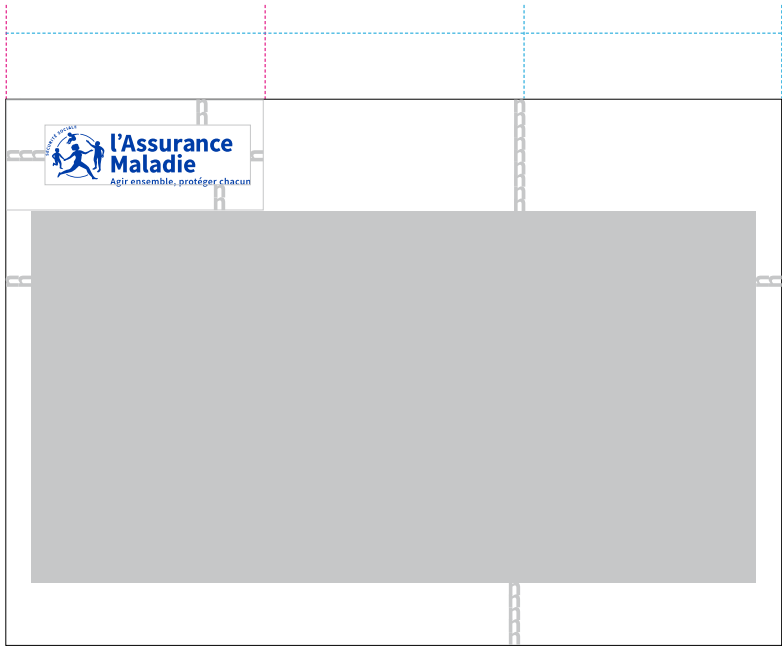 SÉCURITÉ SOCIALE
l'Assurance
Maladie
Agir ensemble, protéger chacun